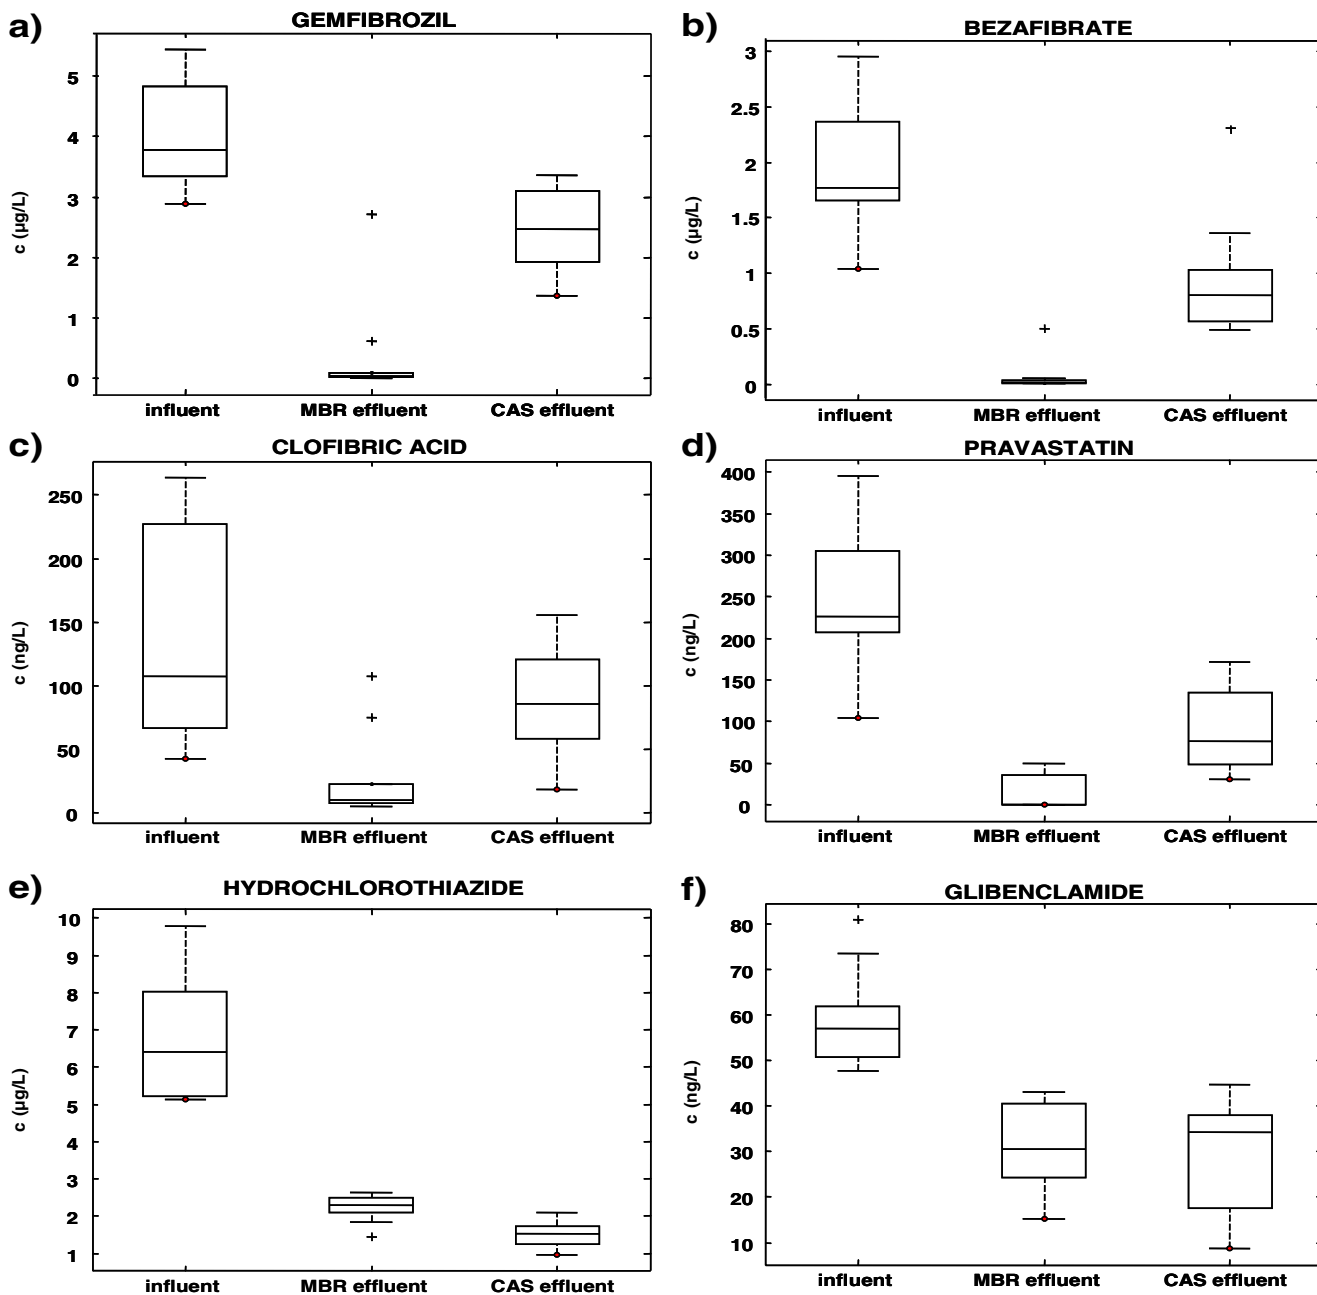 a)
GEMFIBROZIL
5
4
3
2
1
0
c (µg/L)
influent MBR effluent CAS effluent
b)
BEZAFIBRATE
3
2.5
2
1.5
1
0.5
0
c (µg/L)
influent MBR effluent CAS effluent
c)
CLOFIBRIC ACID
250
200
150
100
50
0
c (ng/L)
influent MBR effluent CAS effluent
d)
PRAVASTATIN
400
350
300
250
200
150
100
50
0
c (ng/L)
influent MBR effluent CAS effluent
e)
HYDROCHLOROTHIAZIDE
10
9
8
7
6
5
4
3
2
1
c (µg/L)
influent MBR effluent CAS effluent
f)
GLIBENCLAMIDE
80
70
60
50
40
30
20
10
c (ng/L)
influent MBR effluent CAS effluent